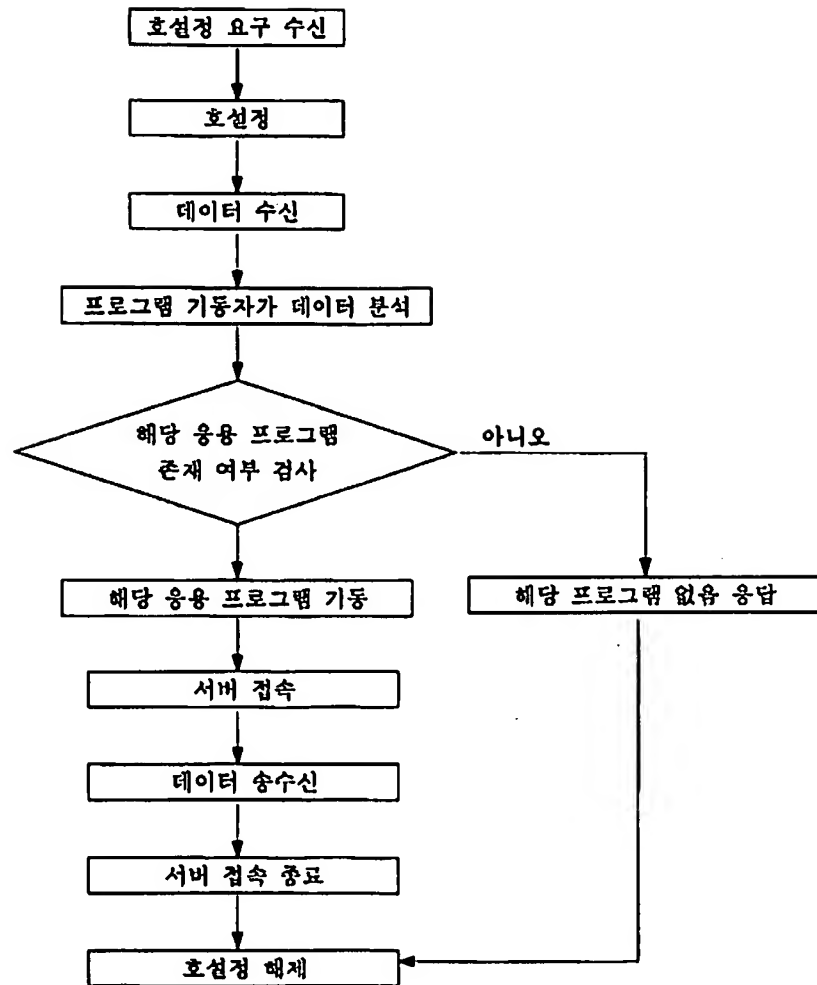 호설정 요구 수신
호설정
데이터 수신
프로그램 기동자가 데이터 분석
해당 응용 프로그램
존재 여부 검사
아니오
해당 응용 프로그램 기동
해당 프로그램 없음 응답
서버 접속
데이터 송수신
서버 접속 종료
호설정 해제